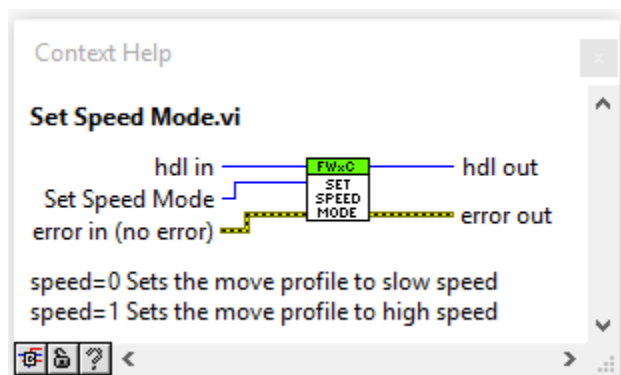 Context Help
x
Set Speed Mode.vi
hdl in
FWxC
hdl out
Set Speed Mode
SET
SPEED
MODE
error in (no error)
error out
speed=0 Sets the move profile to slow speed
speed=1 Sets the move profile to high speed
?